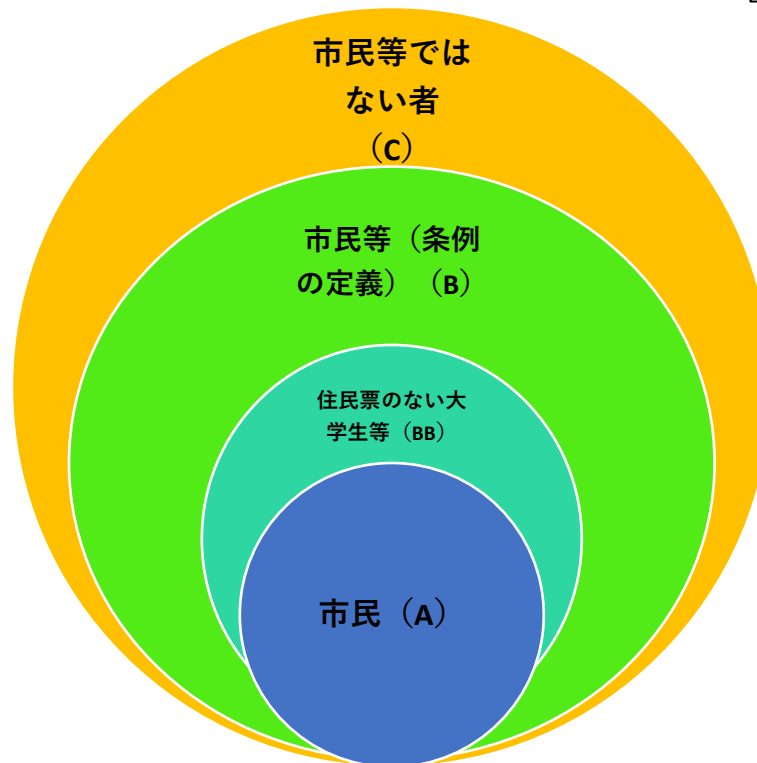 市民等では
ない者
（C）
市民等（条例
の定義）（B）
住民票のない大
学生等（BB）
市民（A）